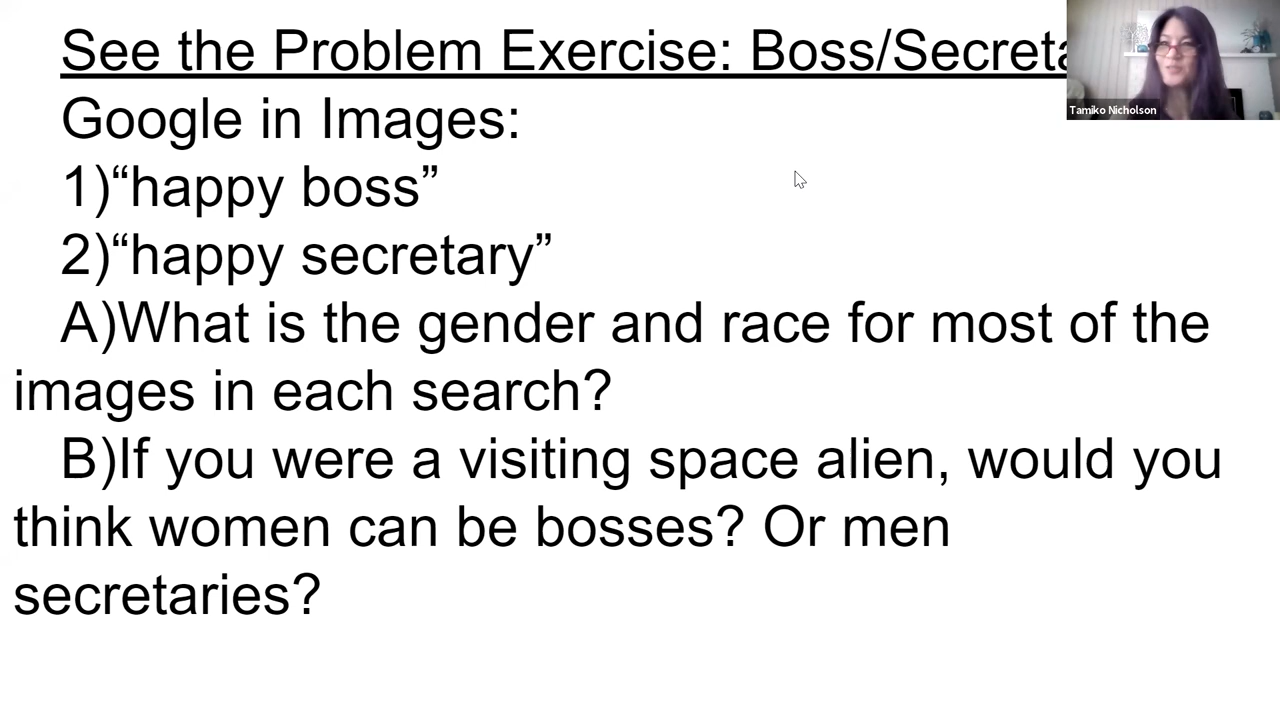 See the Problem Exercise: Boss/Secreta
Tamiko Nicholson
Google in Images:
1)“happy boss”
2)“happy secretary”
A)What is the gender and race for most of the
images in each search?
B)If you were a visiting space alien, would you
think women can be bosses? Or men
secretaries?